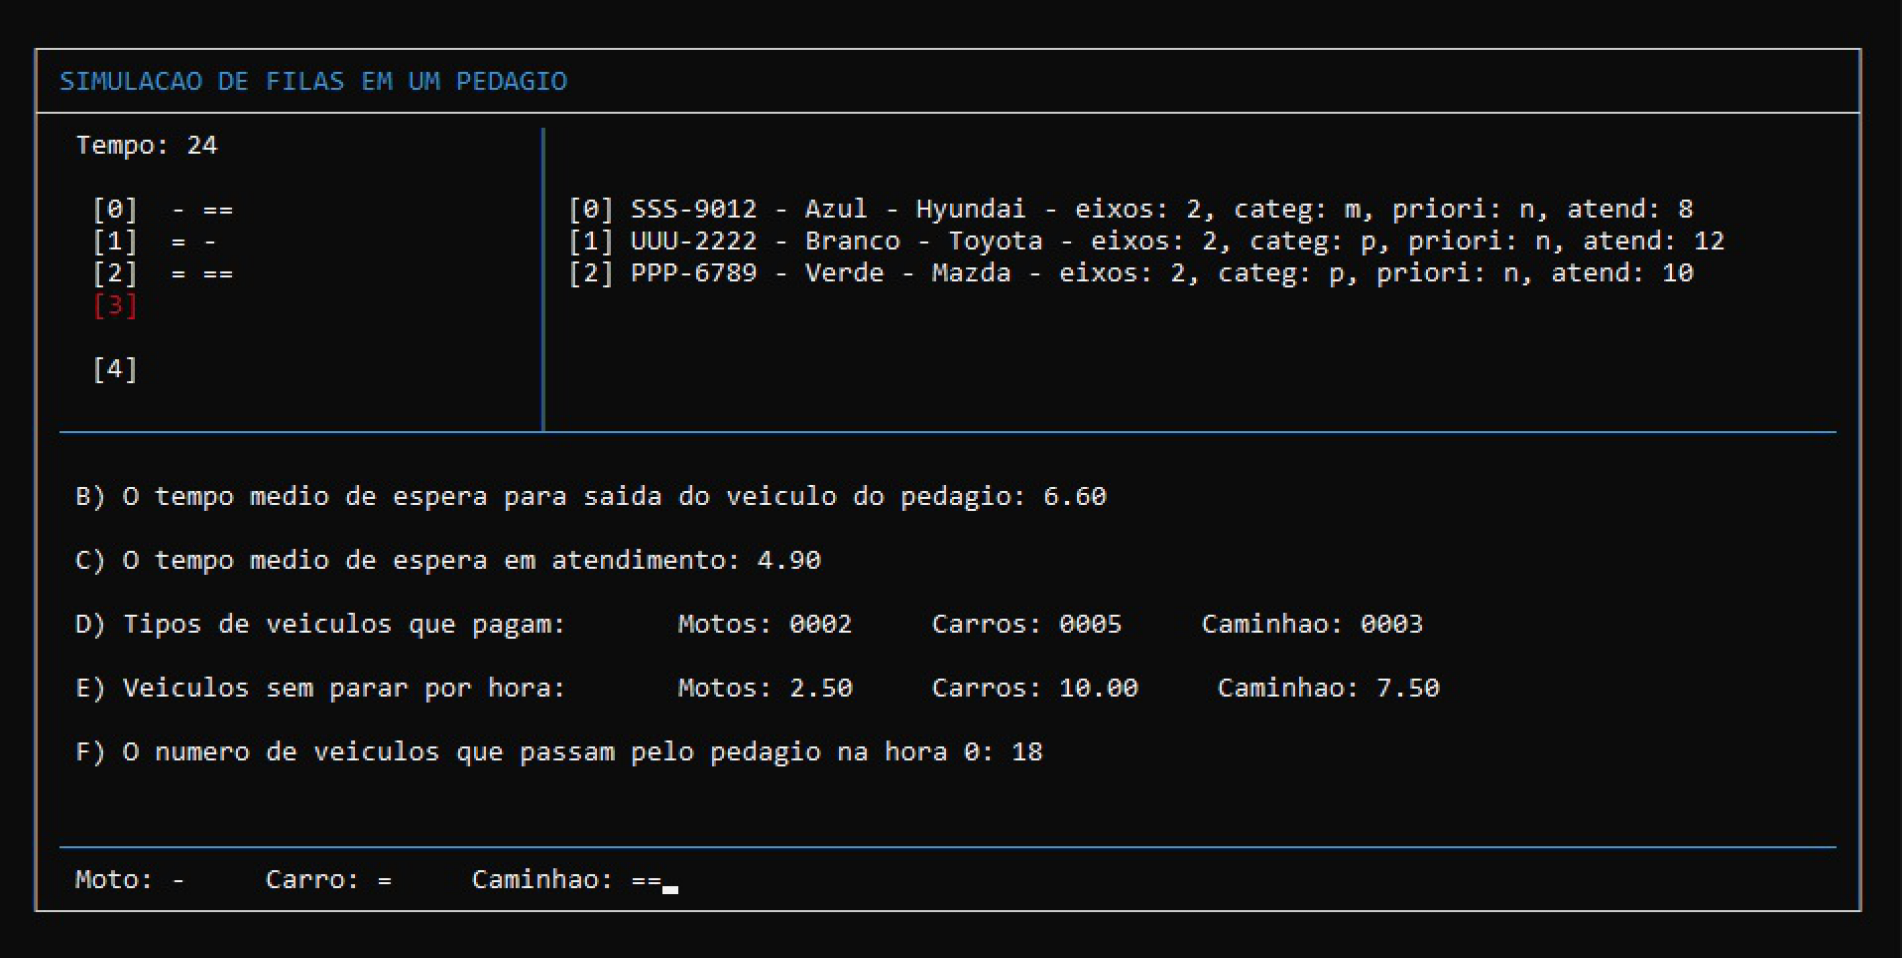 SIMULACAO DE FILAS EM UM PEDAGIO
Tempo: 24
[0]  - ==
[1]  = -
[2]  = ==
[3]
[4]
[0] SSS-9012 - Azul - Hyundai - eixos: 2, categ: m, priori: n, atend: 8
[1] UUU-2222 - Branco - Toyota - eixos: 2, categ: p, priori: n, atend: 12
[2] PPP-6789 - Verde - Mazda - eixos: 2, categ: p, priori: n, atend: 10
B) O tempo medio de espera para saida do veiculo do pedagio: 6.60
C) O tempo medio de espera em atendimento: 4.90
D) Tipos de veiculos que pagam:       Motos: 0002     Carros: 0005     Caminhao: 0003
E) Veiculos sem parar por hora:       Motos: 2.50     Carros: 10.00     Caminhao: 7.50
F) O numero de veiculos que passam pelo pedagio na hora 0: 18
Moto: -     Carro: =     Caminhao: ==